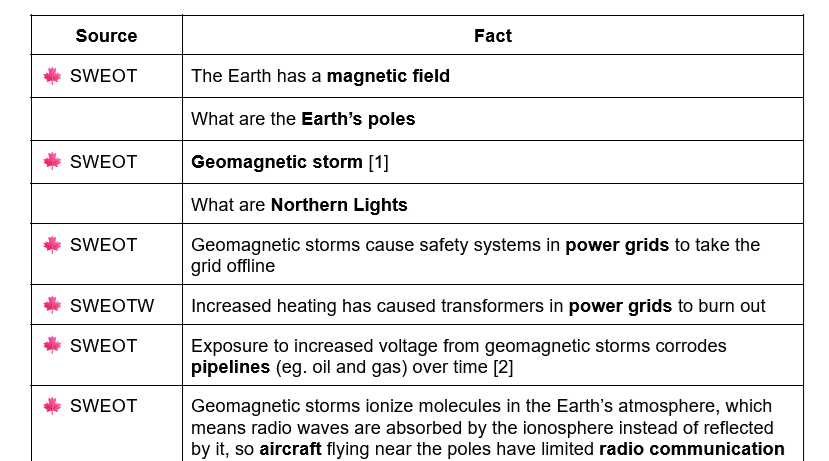 Source Fact
SWEOT The Earth has a magnetic field
What are the Earth’s poles
SWEOT Geomagnetic storm [1]
What are Northern Lights
SWEOT Geomagnetic storms cause safety systems in power grids to take the
grid offline
SWEOTW Increased heating has caused transformers in power grids to burn out
SWEOT Exposure to increased voltage from geomagnetic storms corrodes
pipelines (eg. oil and gas) over time [2]
SWEOT Geomagnetic storms ionize molecules in the Earth’s atmosphere, which
means radio waves are absorbed by the ionosphere instead of reflected
by it, so aircraft flying near the poles have limited radio communication